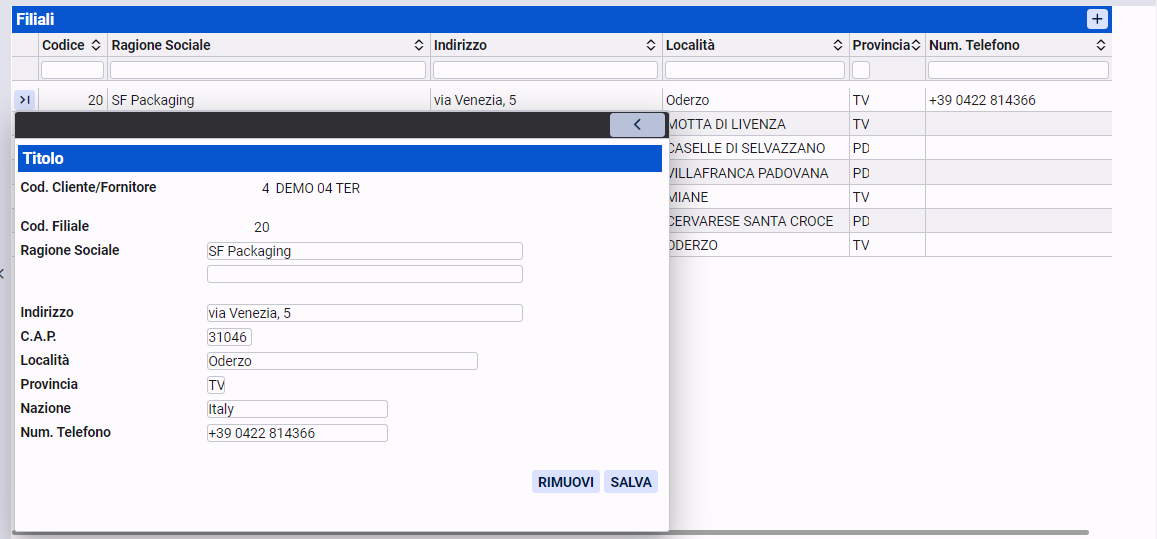 Filiali +
Codice Ragione Sociale Indirizzo Località Provincia Num. Telefono
20 SF Packaging via Venezia, 5 Oderzo TV +39 0422 814366
MOTTA DI LIVENZA TV
CASELLE DI SELVAZZANO PD
VILLAFRANCA PADOVANA PD
MIANE TV
CERVARESE SANTA CROCE PD
ODERZO TV
Titolo
Cod. Cliente/Fornitore 4 DEMO 04 TER
Cod. Filiale 20
Ragione Sociale SF Packaging
Indirizzo via Venezia, 5
C.A.P. 31046
Località Oderzo
Provincia TV
Nazione Italy
Num. Telefono +39 0422 814366
RIMUOVI SALVA